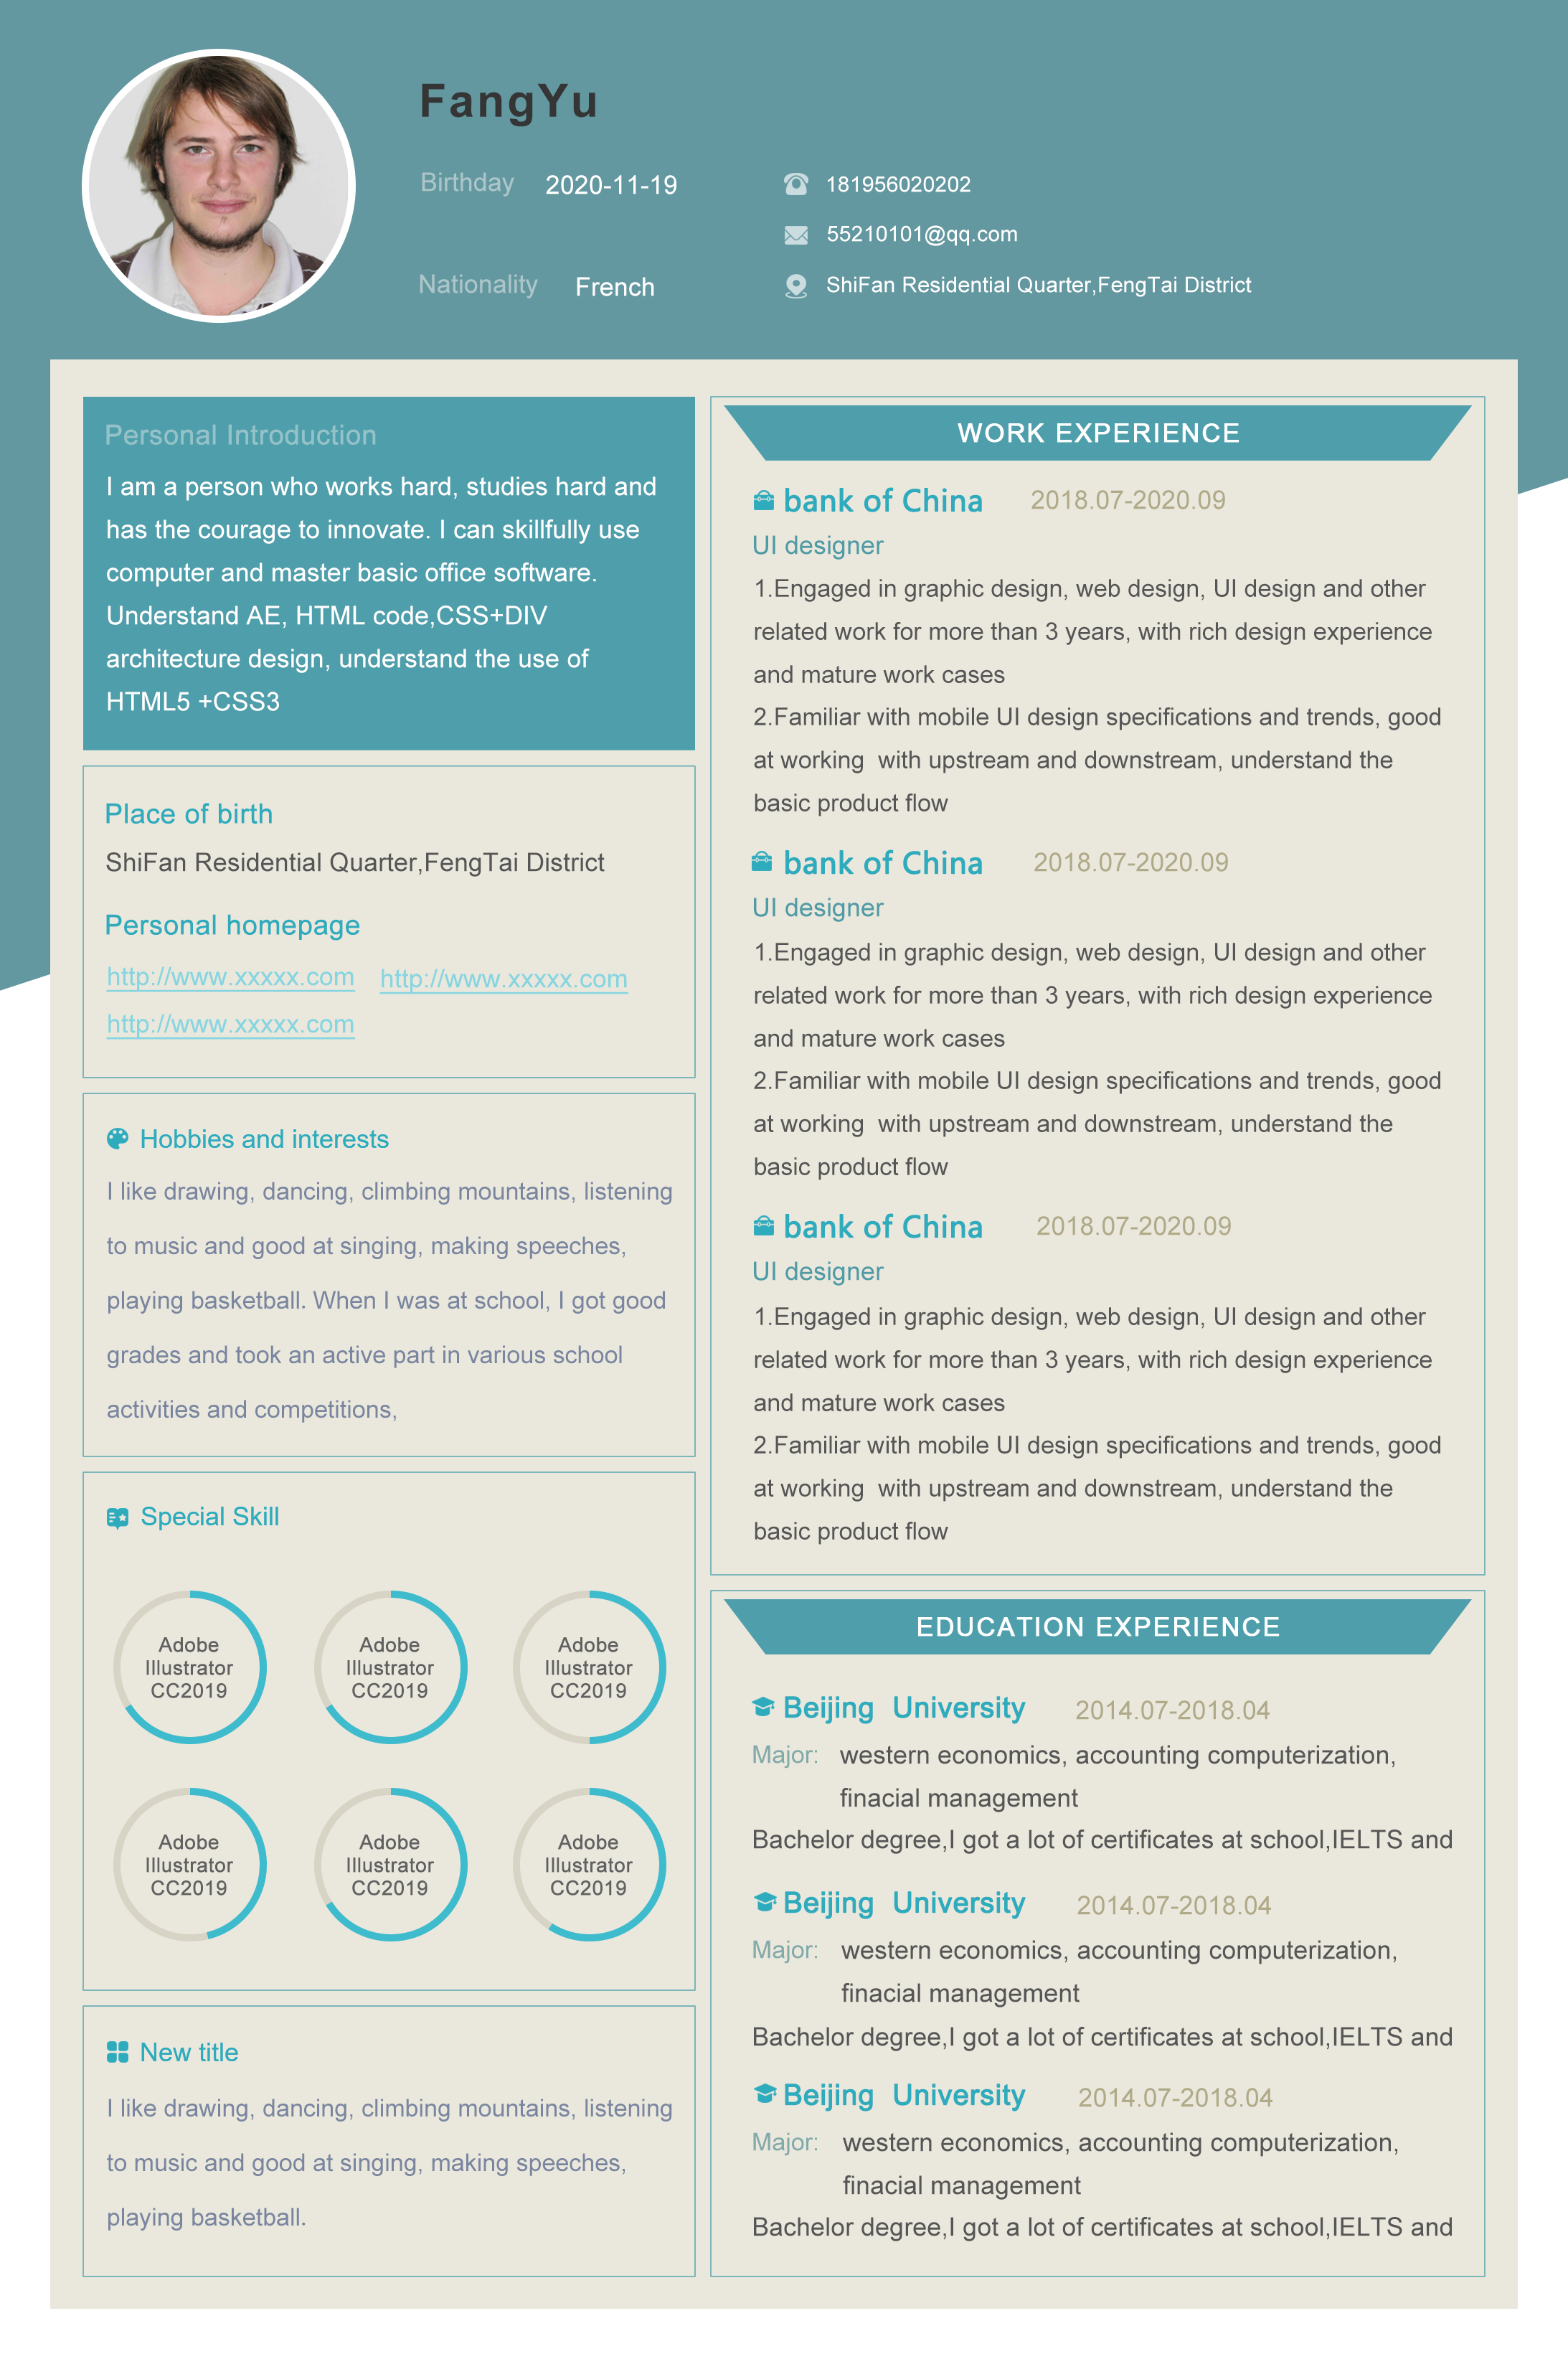 FangYu
Birthday 2020-11-19
Nationality French
181956020202
55210101@qq.com
ShiFan Residential Quarter,FengTai District
Personal Introduction
I am a person who works hard, studies hard and
has the courage to innovate. I can skillfully use
computer and master basic office software.
Understand AE, HTML code,CSS+DIV
architecture design, understand the use of
HTML5 +CSS3
Place of birth
ShiFan Residential Quarter,FengTai District
Personal homepage
http://www.xxxxx.com http://www.xxxxx.com
http://www.xxxxx.com
Hobbies and interests
I like drawing, dancing, climbing mountains, listening
to music and good at singing, making speeches,
playing basketball. When I was at school, I got good
grades and took an active part in various school
activities and competitions,
Special Skill
Adobe
Illustrator
CC2019
Adobe
Illustrator
CC2019
Adobe
Illustrator
CC2019
Adobe
Illustrator
CC2019
Adobe
Illustrator
CC2019
Adobe
Illustrator
CC2019
New title
I like drawing, dancing, climbing mountains, listening
to music and good at singing, making speeches,
playing basketball.
WORK EXPERIENCE
bank of China 2018.07-2020.09
UI designer
1.Engaged in graphic design, web design, UI design and other
related work for more than 3 years, with rich design experience
and mature work cases
2.Familiar with mobile UI design specifications and trends, good
at working  with upstream and downstream, understand the
basic product flow
bank of China 2018.07-2020.09
UI designer
1.Engaged in graphic design, web design, UI design and other
related work for more than 3 years, with rich design experience
and mature work cases
2.Familiar with mobile UI design specifications and trends, good
at working  with upstream and downstream, understand the
basic product flow
bank of China 2018.07-2020.09
UI designer
1.Engaged in graphic design, web design, UI design and other
related work for more than 3 years, with rich design experience
and mature work cases
2.Familiar with mobile UI design specifications and trends, good
at working  with upstream and downstream, understand the
basic product flow
EDUCATION EXPERIENCE
Beijing  University 2014.07-2018.04
Major: western economics, accounting computerization,
finacial management
Bachelor degree,I got a lot of certificates at school,IELTS and
Beijing  University 2014.07-2018.04
Major: western economics, accounting computerization,
finacial management
Bachelor degree,I got a lot of certificates at school,IELTS and
Beijing  University 2014.07-2018.04
Major: western economics, accounting computerization,
finacial management
Bachelor degree,I got a lot of certificates at school,IELTS and